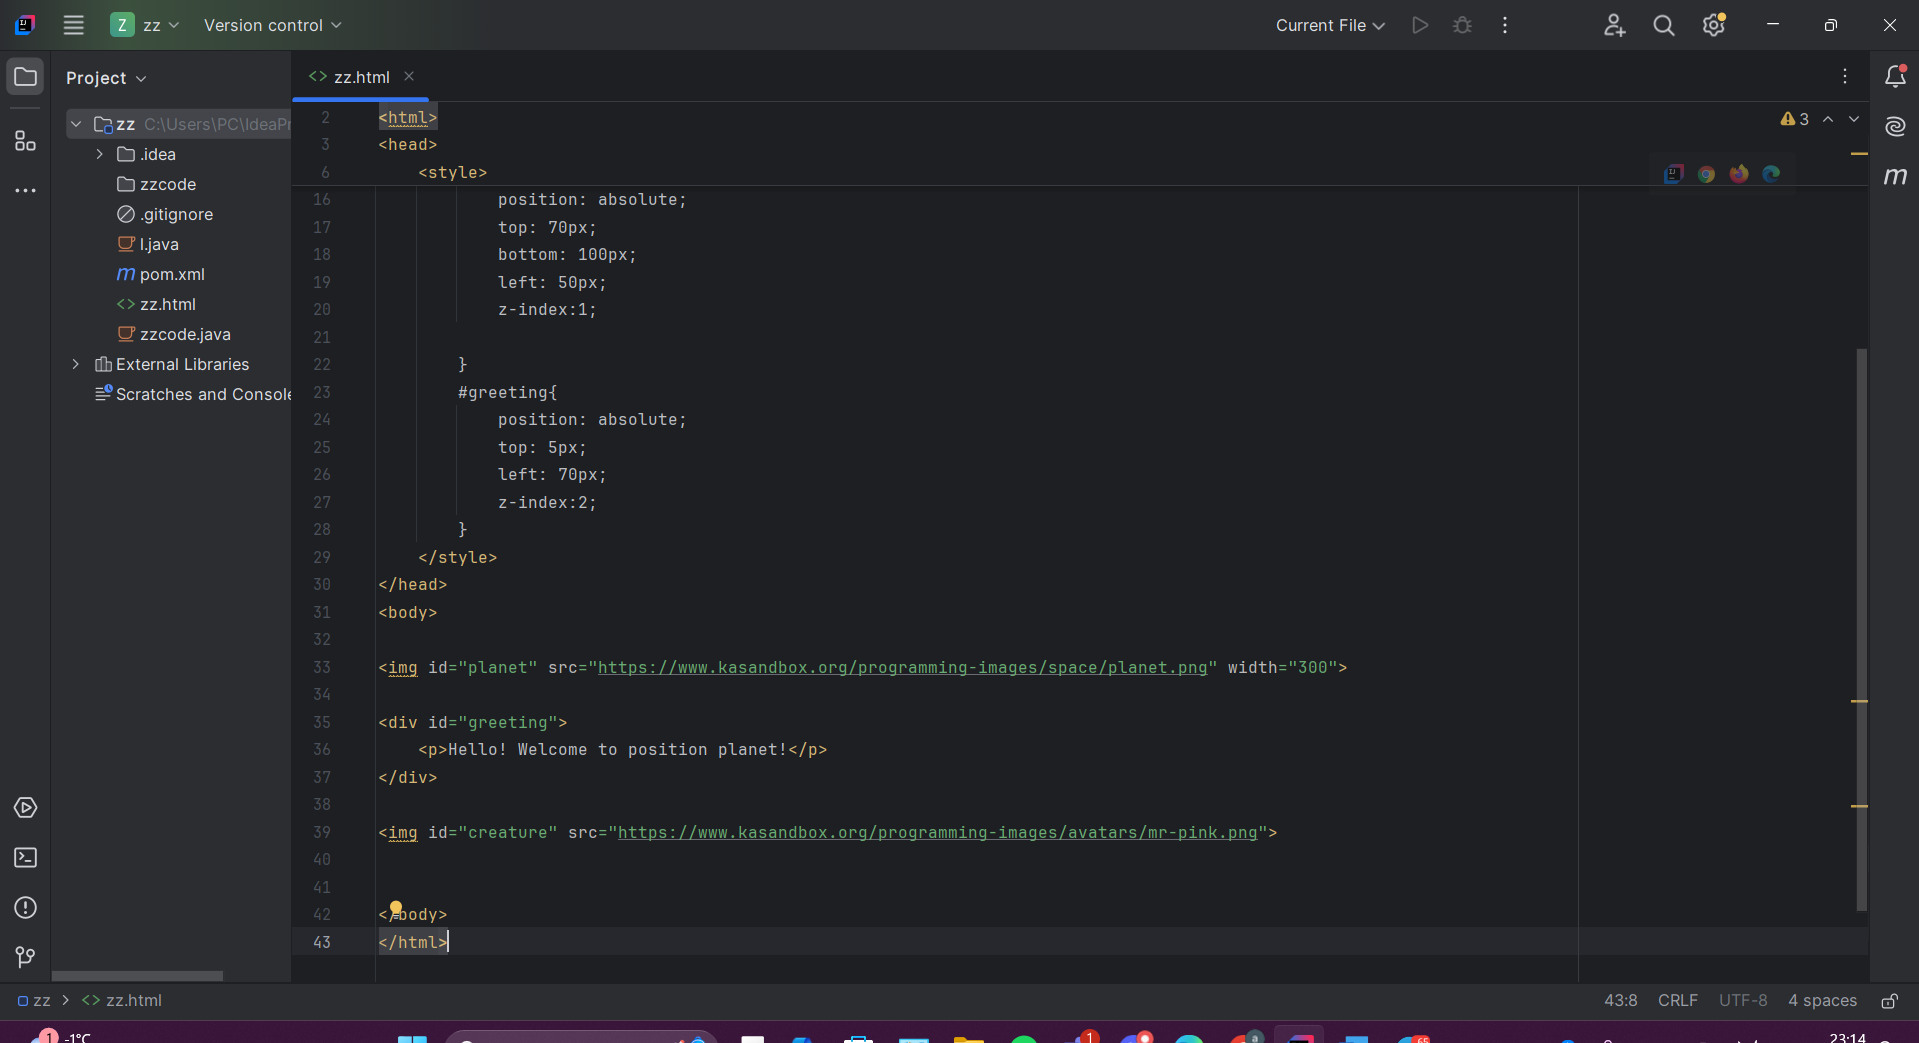 Z zz Version control Current File
Project zz.html
zz C:\Users\PC\IdeaPr
.idea
zzcode
.gitignore
I.java
pom.xml
zz.html
zzcode.java
External Libraries
Scratches and Console
3
m
2 <html>
3 <head>
6 <style>
16 position: absolute;
17 top: 70px;
18 bottom: 100px;
19 left: 50px;
20 z-index:1;
21
22 }
23 #greeting{
24 position: absolute;
25 top: 5px;
26 left: 70px;
27 z-index:2;
28 }
29 </style>
30 </head>
31 <body>
32
33 <img id="planet" src="https://www.kasandbox.org/programming-images/space/planet.png" width="300">
34
35 <div id="greeting">
36 <p>Hello! Welcome to position planet!</p>
37 </div>
38
39 <img id="creature" src="https://www.kasandbox.org/programming-images/avatars/mr-pink.png">
40
41
42 </body>
43 </html>
zz > zz.html 43:8 CRLF UTF-8 4 spaces
1 -1°C 1 a 65 23:14